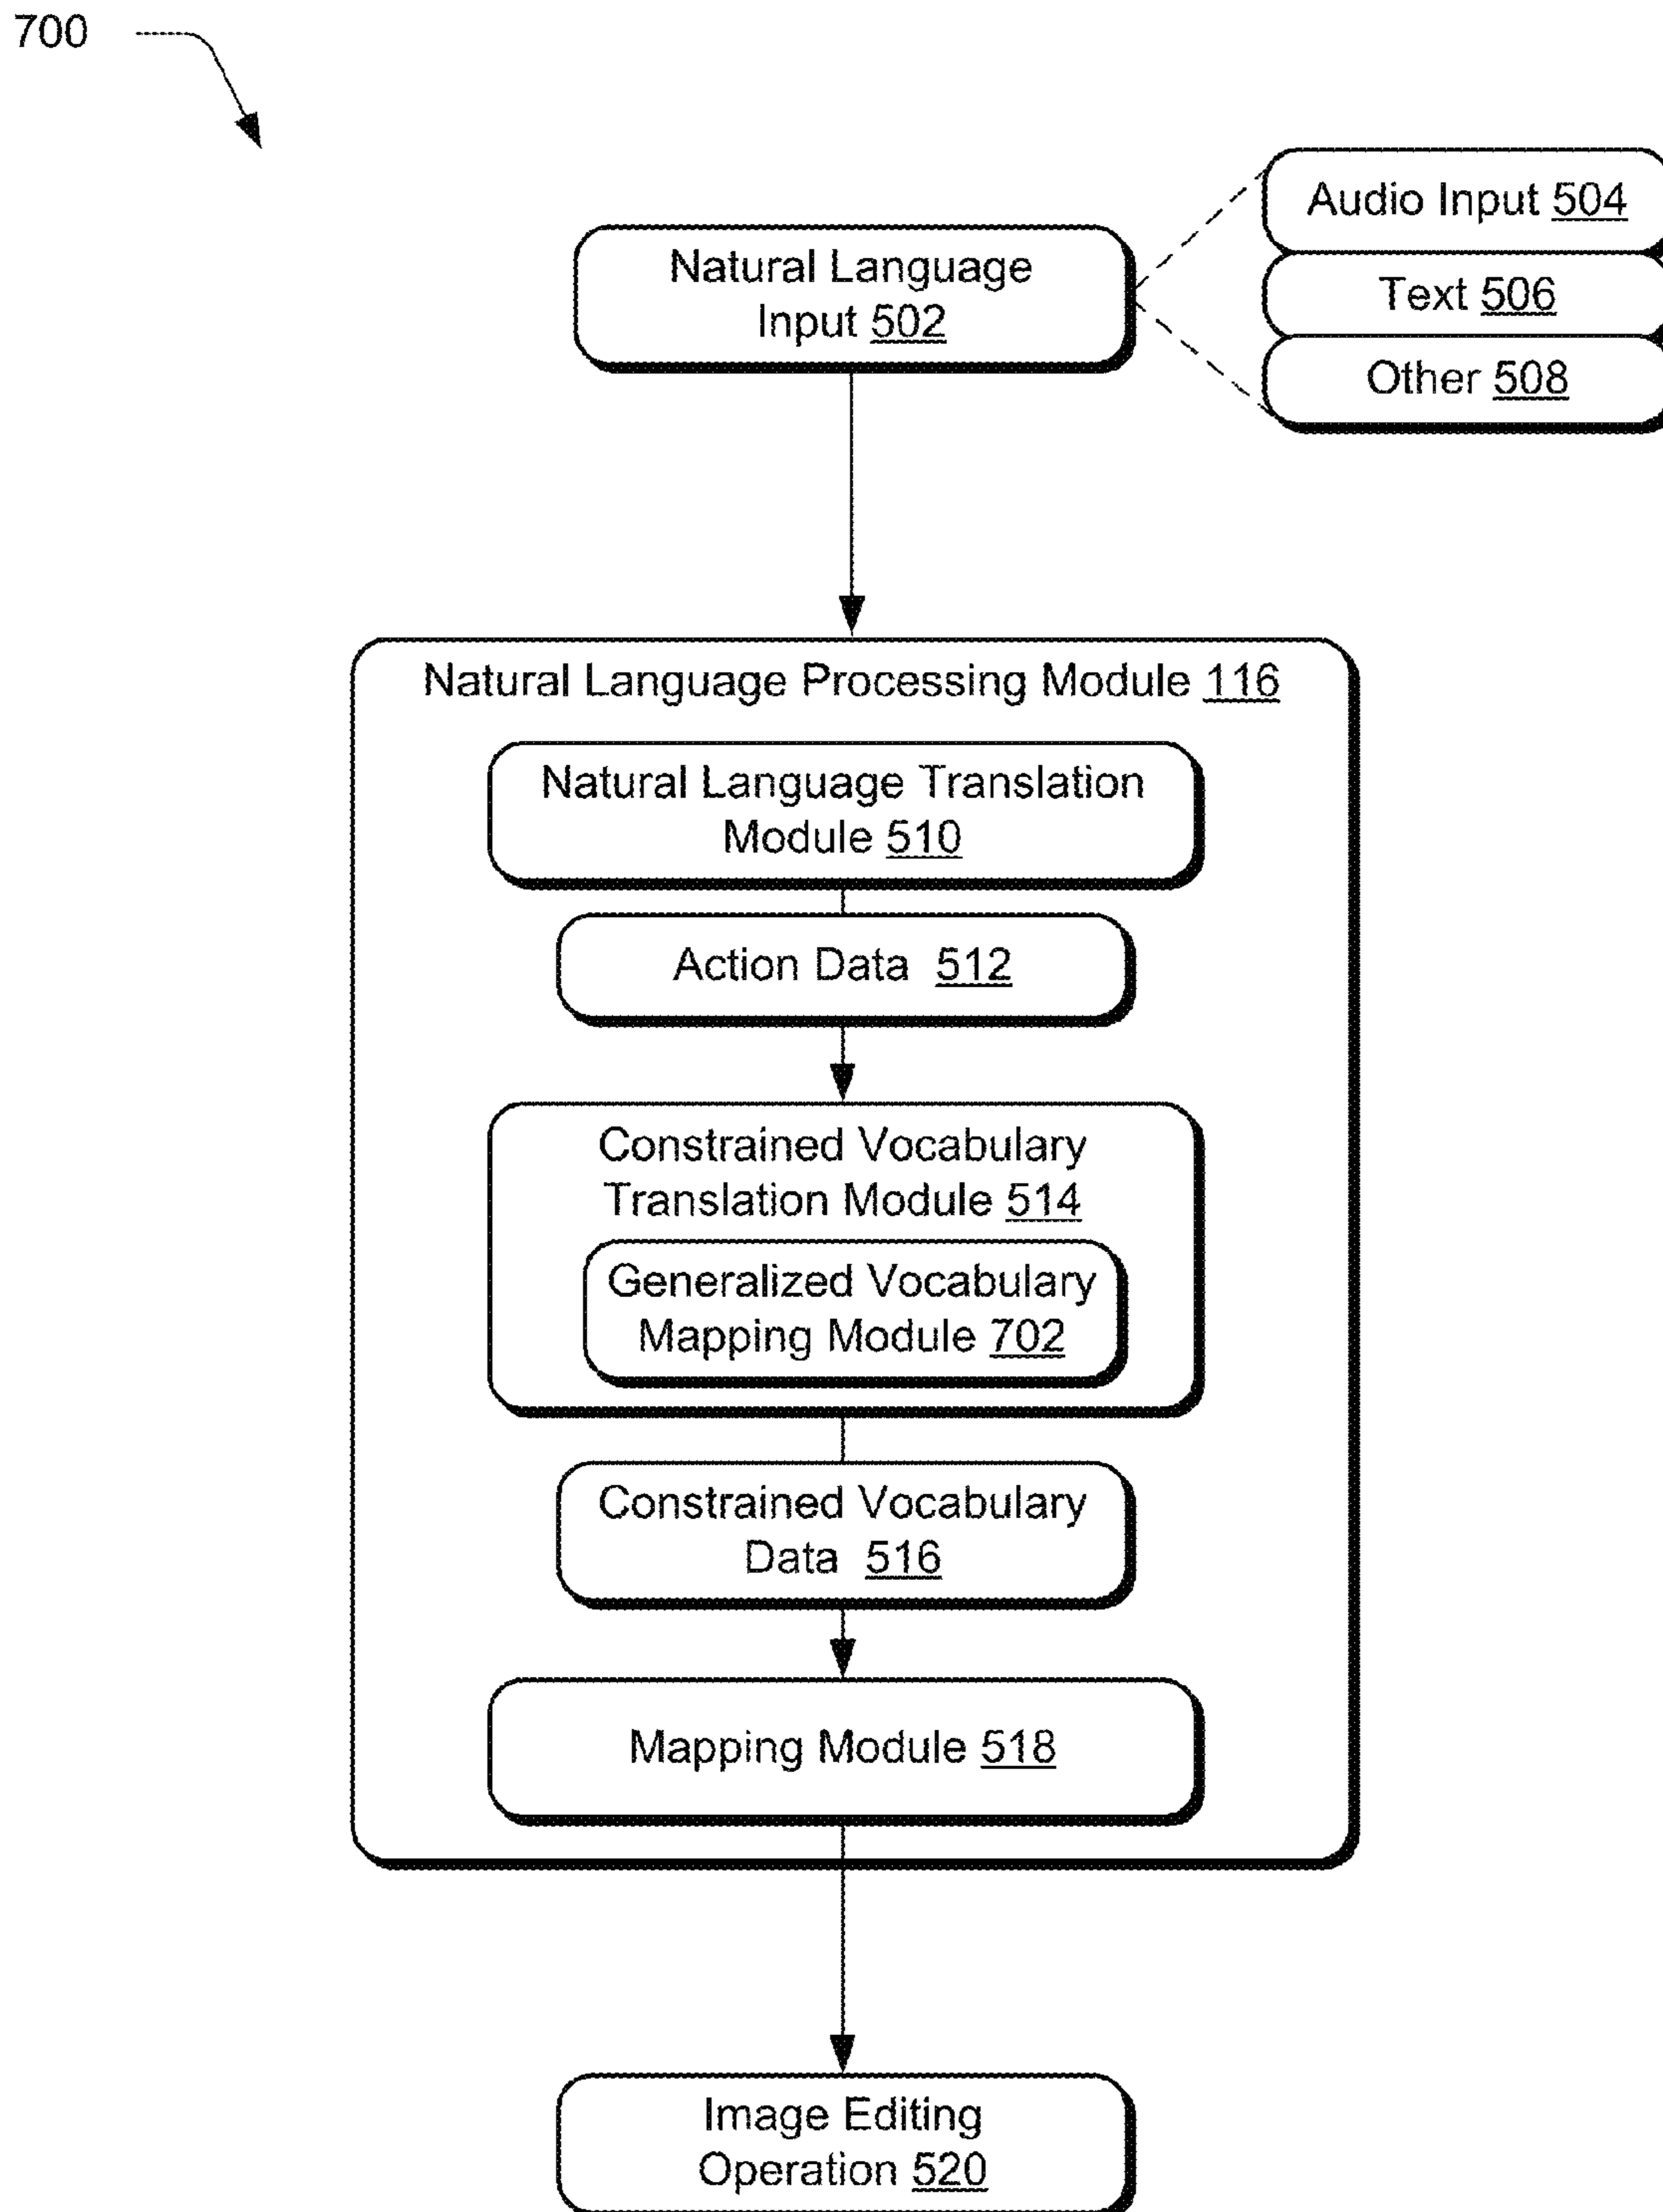 700
Natural Language
Input 502
Audio Input 504
Text 506
Other 508
Natural Language Processing Module 116
Natural Language Translation
Module 510
Action Data 512
Constrained Vocabulary
Translation Module 514
Generalized Vocabulary
Mapping Module 702
Constrained Vocabulary
Data 516
Mapping Module 518
Image Editing
Operation 520